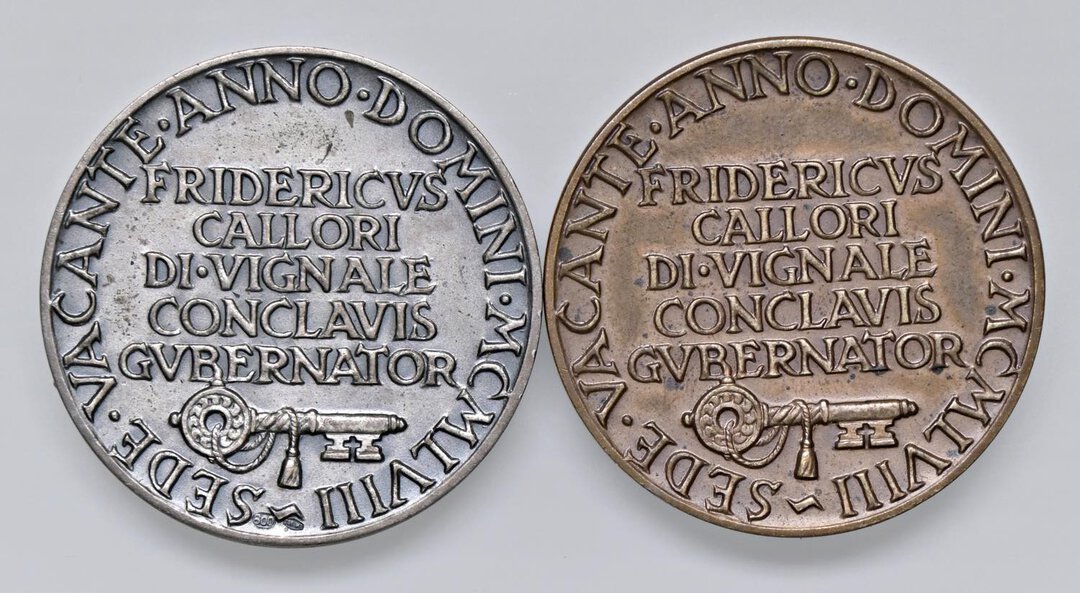 SEDE · VACANTE · ANNO · DOMINI · MCMLVIII
FRIDERICVS
CALLORI
DI · VIGNALE
CONCLAVIS
GVBERNATOR
800
SEDE · VACANTE · ANNO · DOMINI · MCMLVIII
FRIDERICVS
CALLORI
DI · VIGNALE
CONCLAVIS
GVBERNATOR